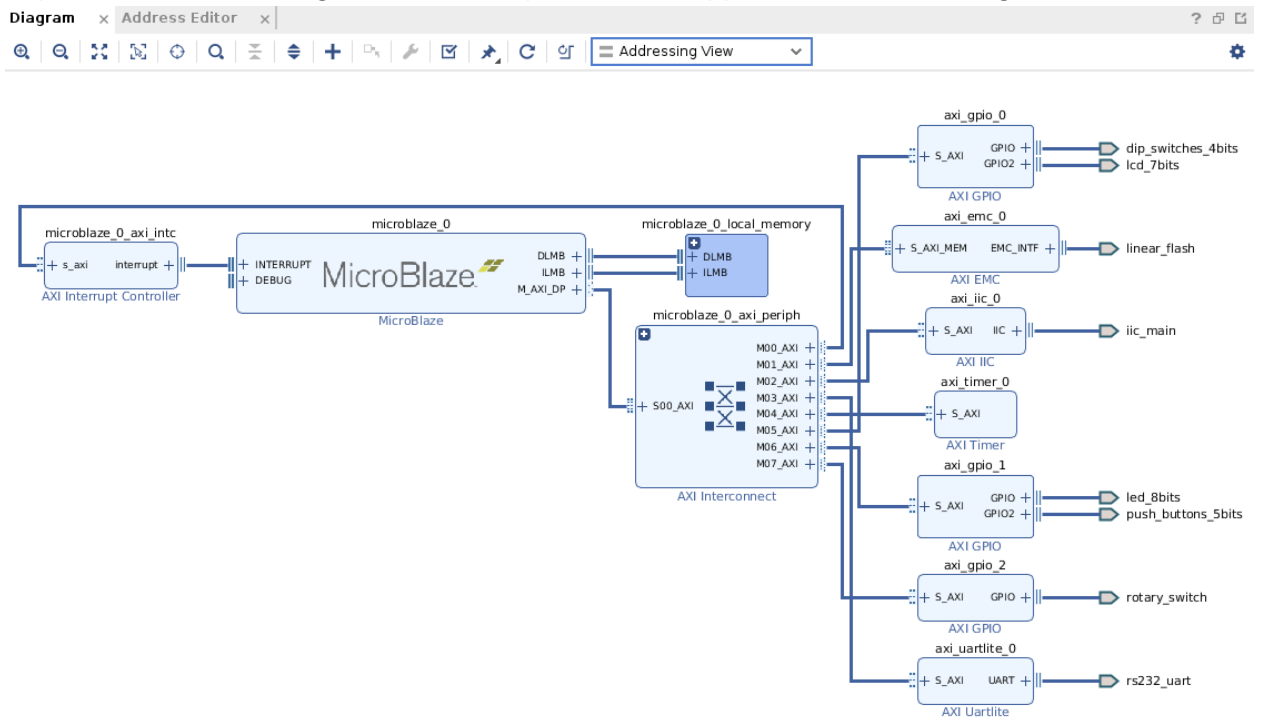 Diagram × Address Editor ×
Addressing View
axi_gpio_0
S_AXI GPIO
GPIO2
AXI GPIO
dip_switches_4bits
lcd_7bits
axi_emc_0
S_AXI_MEM EMC_INTF
AXI EMC
linear_flash
microblaze_0_axi_intc
s_axi interrupt
AXI Interrupt Controller
microblaze_0
INTERRUPT
DEBUG
MicroBlaze
DLMB
ILMB
M_AXI_DP
MicroBlaze
microblaze_0_local_memory
DLMB
ILMB
axi_iic_0
S_AXI IIC
AXI IIC
iic_main
microblaze_0_axi_periph
S00_AXI
M00_AXI
M01_AXI
M02_AXI
M03_AXI
M04_AXI
M05_AXI
M06_AXI
M07_AXI
AXI Interconnect
axi_timer_0
S_AXI
AXI Timer
axi_gpio_1
S_AXI GPIO
GPIO2
AXI GPIO
led_8bits
push_buttons_5bits
axi_gpio_2
S_AXI GPIO
AXI GPIO
rotary_switch
axi_uartlite_0
S_AXI UART
AXI Uartlite
rs232_uart